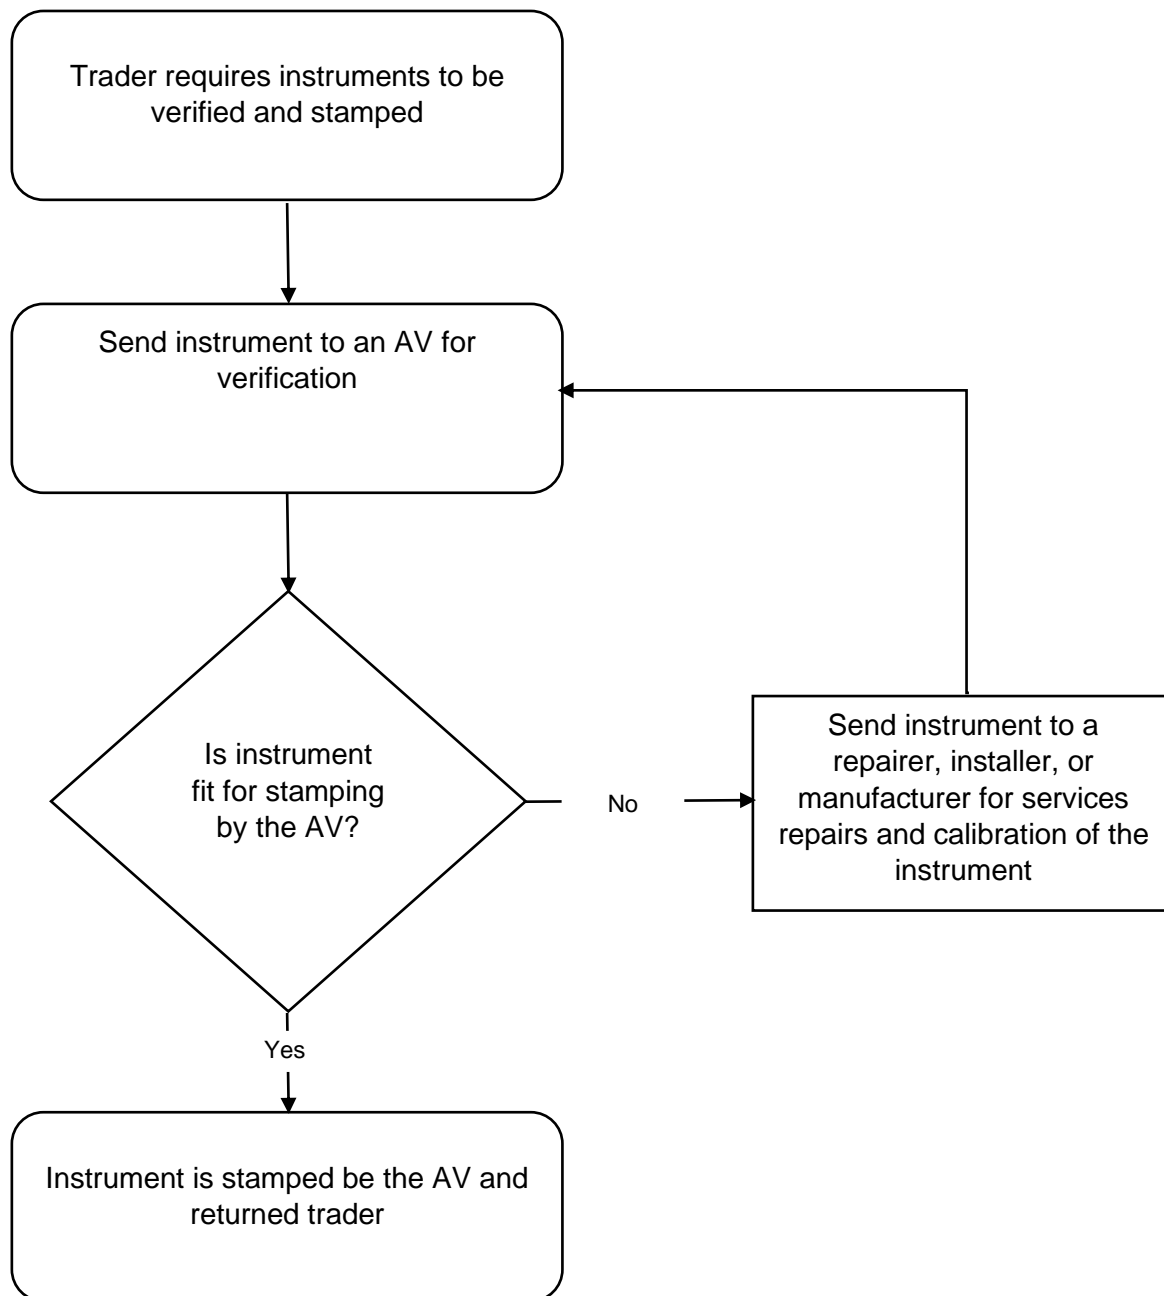 Trader requires instruments to be
verified and stamped
Send instrument to an AV for
verification
Is instrument
fit for stamping
by the AV?
No
Send instrument to a
repairer, installer, or
manufacturer for services
repairs and calibration of the
instrument
Yes
Instrument is stamped be the AV and
returned trader